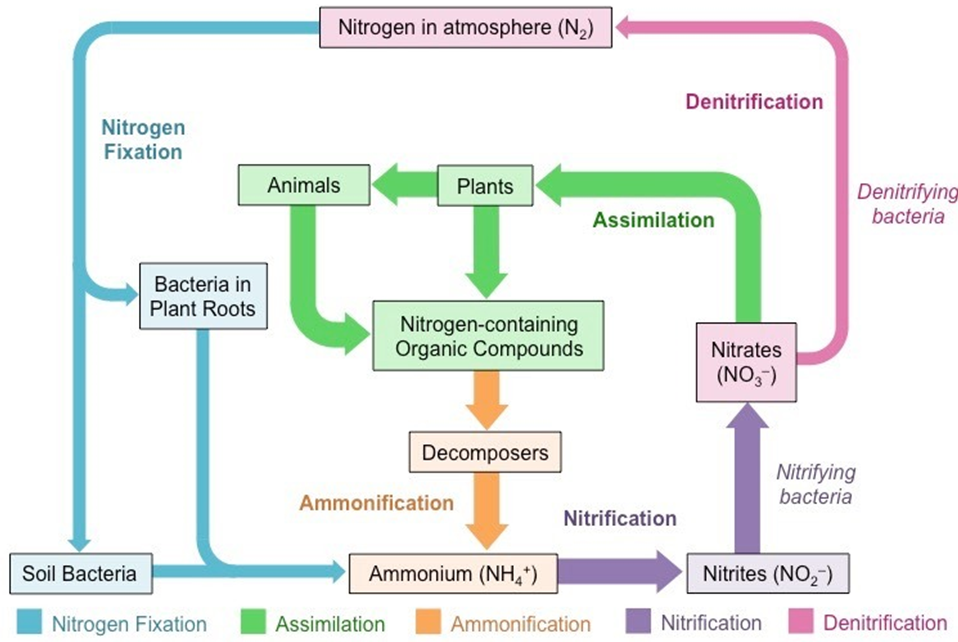 Nitrogen in atmosphere (N₂)
Denitrification
Nitrogen
Fixation
Animals
Plants
Assimilation
Denitrifying
bacteria
Bacteria in
Plant Roots
Nitrogen-containing
Organic Compounds
Nitrates
(NO₃⁻)
Decomposers
Ammonification
Nitrification
Nitrifying
bacteria
Soil Bacteria
Ammonium (NH₄⁺)
Nitrites (NO₂⁻)
Nitrogen Fixation
Assimilation
Ammonification
Nitrification
Denitrification